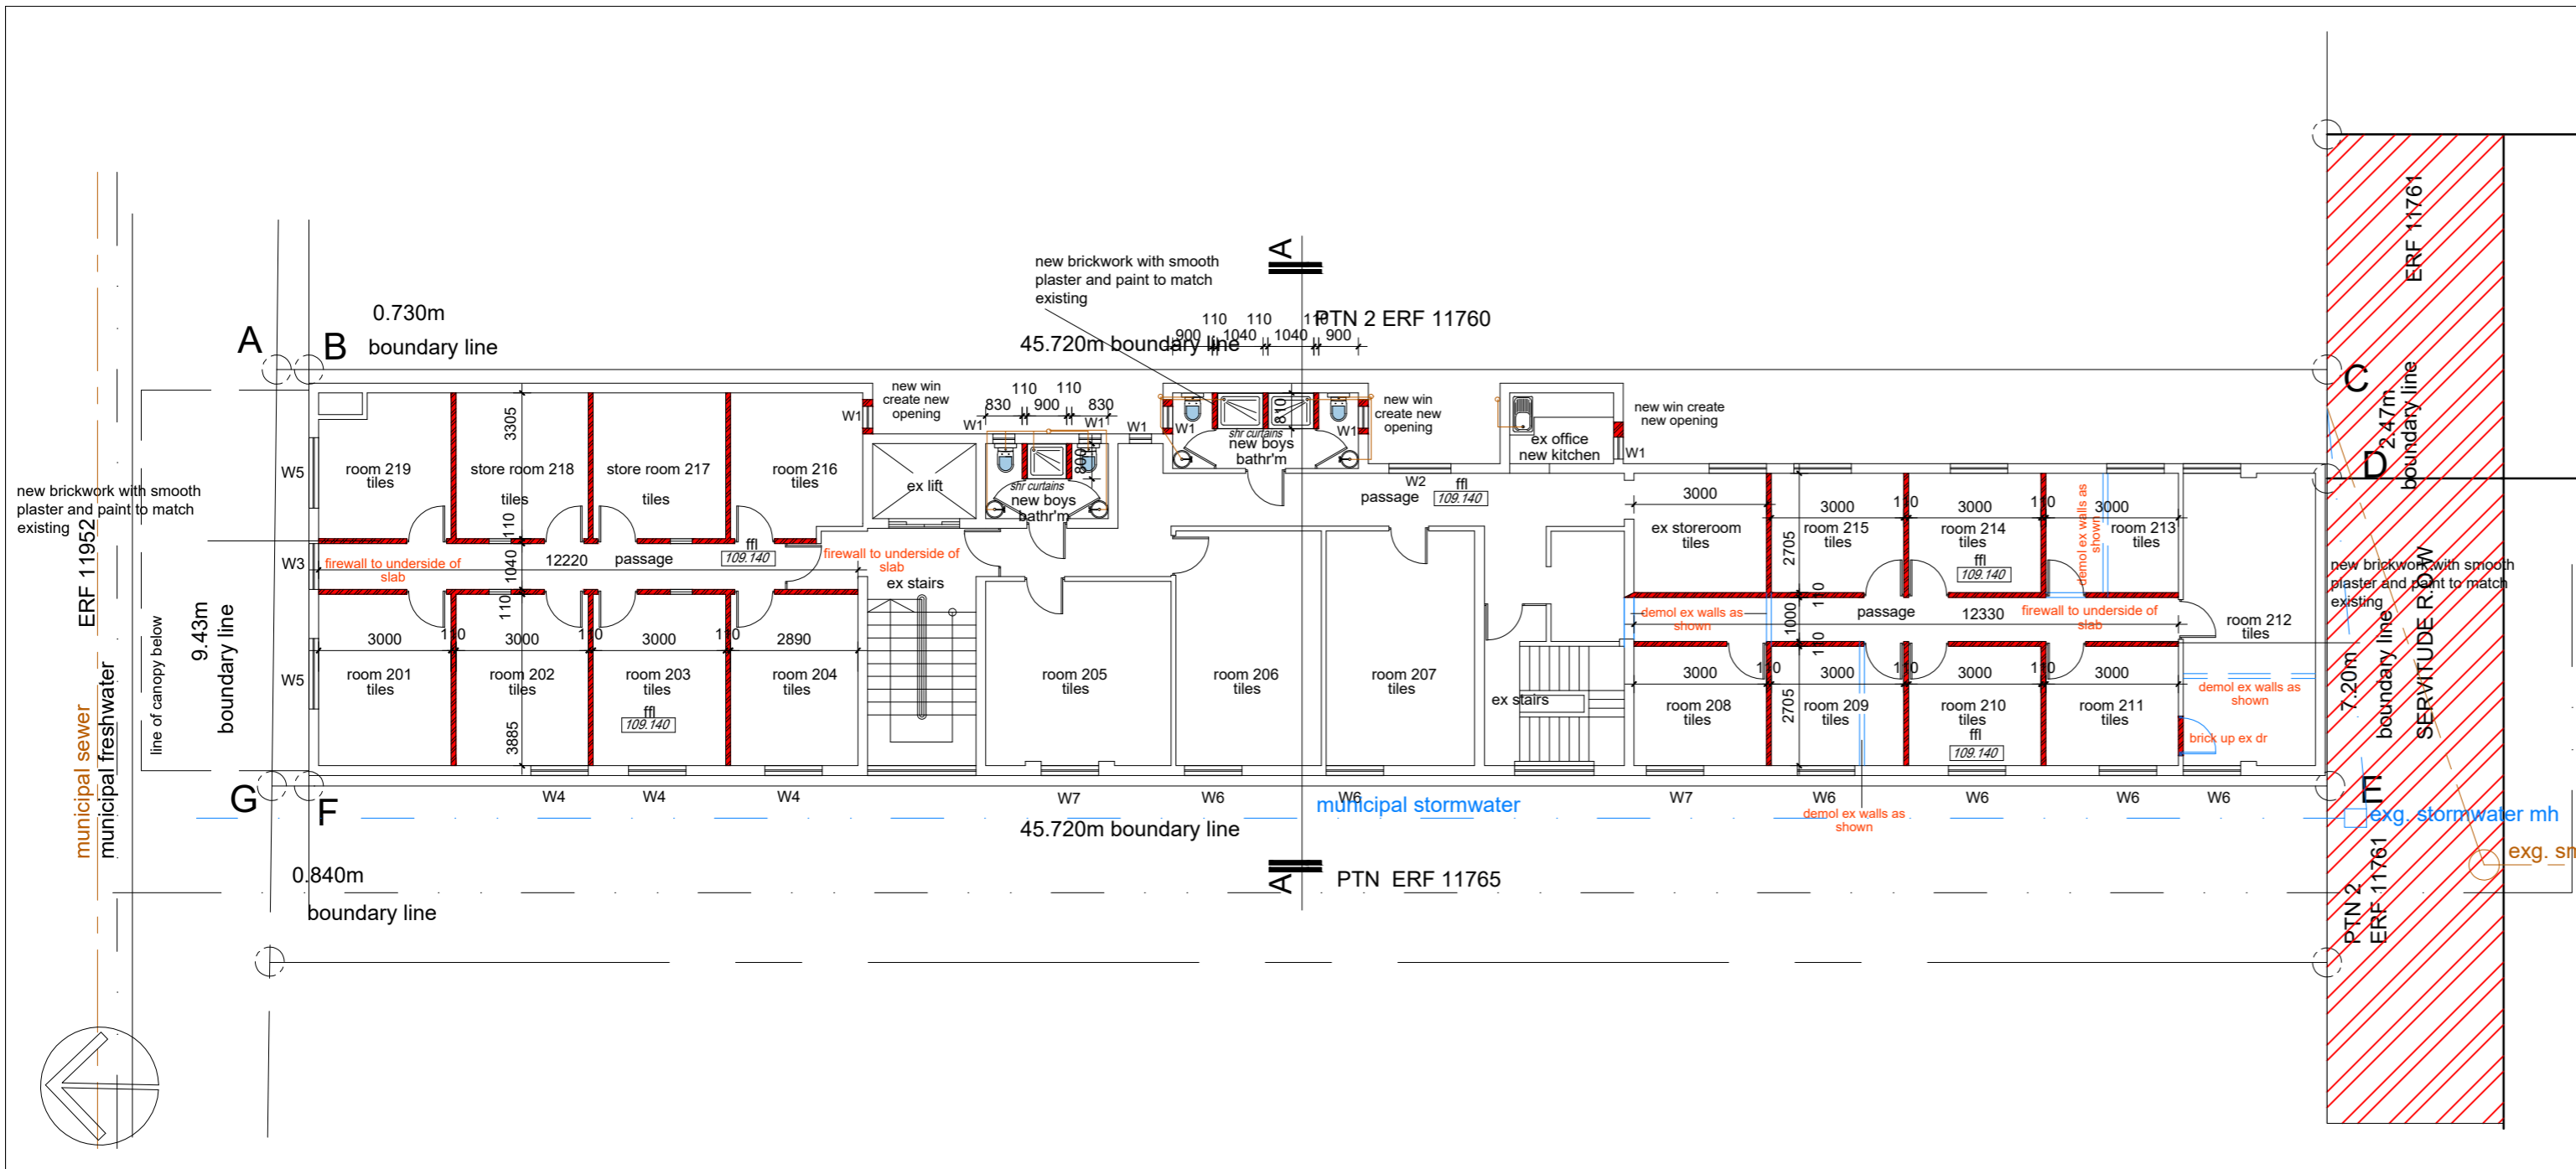 A
new brickwork with smooth
plaster and paint to match
existing
ERF 11761
0.730m
boundary line
A
B
PTN 2 ERF 11760
45.720m boundary line
110
110
110
900
1040
1040
900
C
2.47m
boundary line
D
new win
create new
opening
110
110
830
900
830
W1
W1
W1
W1
810
800
shr curtains
new boys
bathr'm
shr curtains
new boys
bathr'm
W1
W1
new win
create new
opening
ex office
new kitchen
W1
new win create
new opening
W5
room 219
tiles
3305
store room 218
tiles
store room 217
tiles
room 216
tiles
ex lift
W2
passage
ffl
109.140
3000
ex storeroom
tiles
110
3000
room 215
tiles
110
3000
room 214
tiles
ffl
109.140
110
3000
room 213
tiles
demol ex walls as
shown
2705
new brickwork with smooth
plaster and paint to match
existing
ERF 11952
line of canopy below
9.43m
boundary line
W3
firewall to underside of
slab
110
1040
110
12220
passage
ffl
109.140
firewall to underside of
slab
ex stairs
demol ex walls as
shown
110
1000
110
passage
12330
firewall to underside of
slab
room 212
tiles
new brickwork with smooth
plaster and paint to match
existing
boundary line
7.20m
SERVITUDE R.O.W
W5
3000
room 201
tiles
110
3000
room 202
tiles
110
3000
room 203
tiles
ffl
109.140
110
2890
room 204
tiles
3885
room 205
tiles
room 206
tiles
room 207
tiles
ex stairs
3000
room 208
tiles
110
3000
room 209
tiles
2705
110
3000
room 210
tiles
ffl
109.140
110
3000
room 211
tiles
demol ex walls as
shown
brick up ex dr
municipal sewer
municipal freshwater
G
F
W4
W4
W4
W7
W6
W6
W7
W6
W6
W6
W6
E
municipal stormwater
demol ex walls as
shown
exg. stormwater mh
45.720m boundary line
0.840m
boundary line
A
PTN ERF 11765
PTN 2
ERF 11761